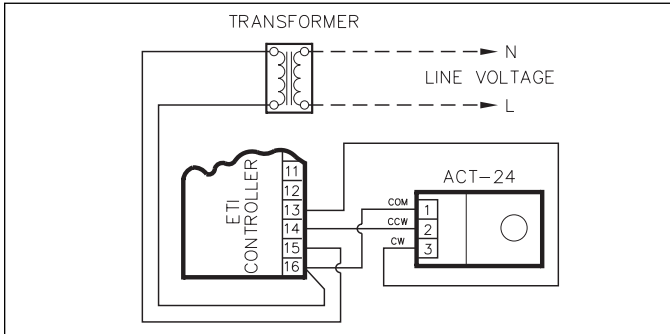 TRANSFORMER
N
LINE VOLTAGE
L
ETI
CONTROLLER
11
12
13
14
15
16
ACT-24
COM
CCW
CW
1
2
3